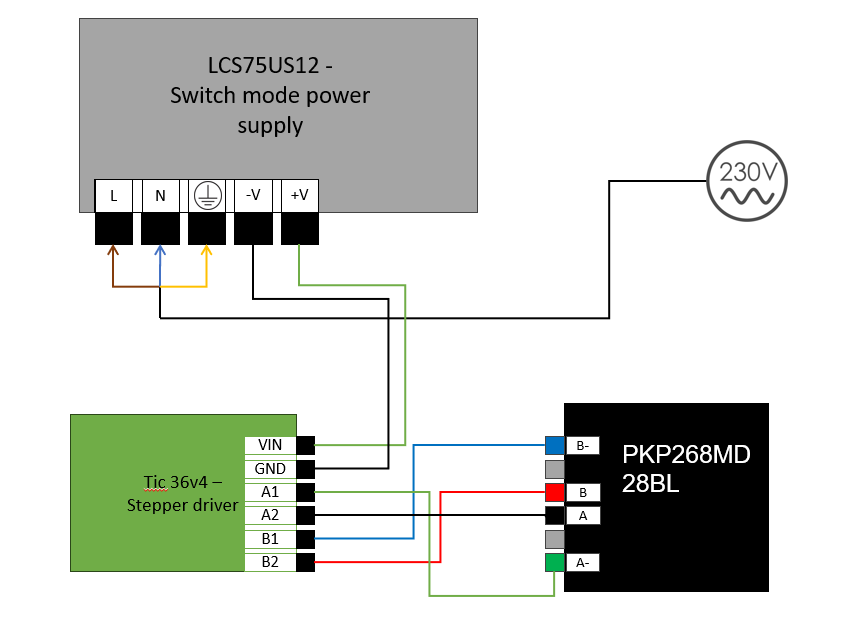 LCS75US12 -
Switch mode power
supply
L
N
-V
+V
230V
VIN
GND
A1
A2
B1
B2
Tic 36v4 –
Stepper driver
B-
B
A
A-
PKP268MD
28BL